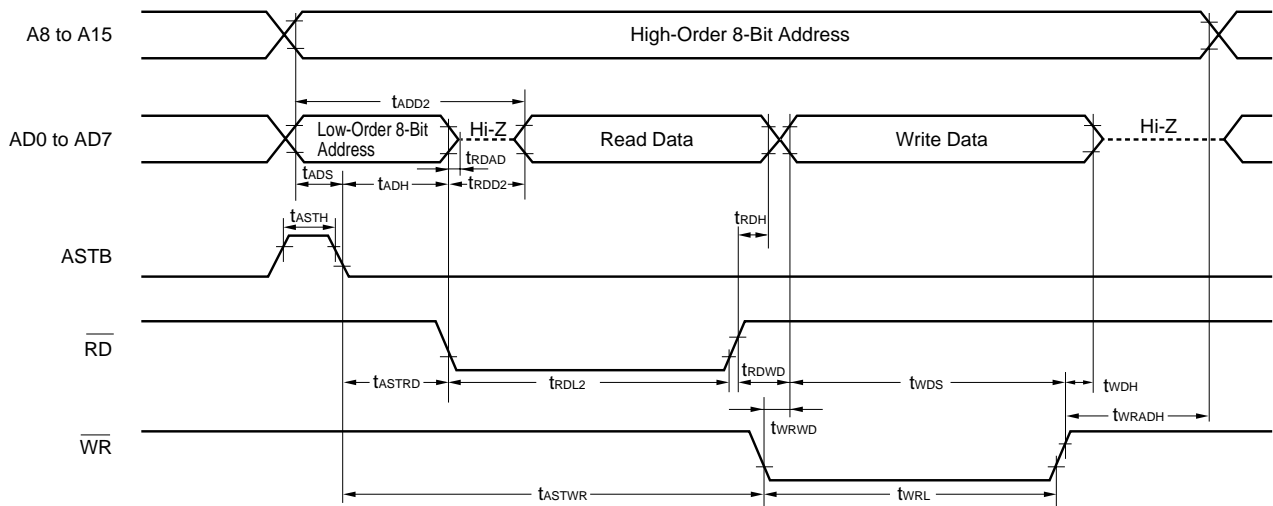 A8 to A15
High-Order 8-Bit Address
tADD2
AD0 to AD7
Low-Order 8-Bit
Address
Hi-Z
Read Data
Write Data
Hi-Z
tRDAD
tADS
tADH
tRDD2
tASTH
tRDH
ASTB
RD
tASTRD
tRDL2
tRDWD
tWDS
tWDH
tWRADH
tWRWD
WR
tASTWR
tWRL